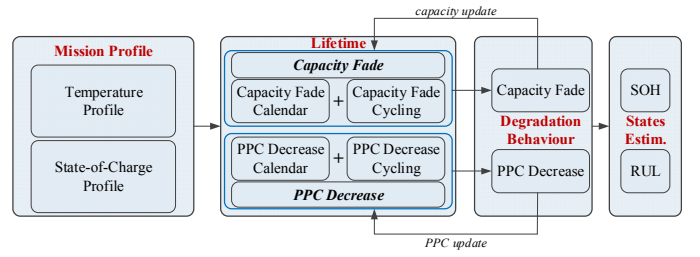 capacity update
Mission Profile
Temperature
Profile
State-of-Charge
Profile
Lifetime
Capacity Fade
Capacity Fade
Calendar
+
Capacity Fade
Cycling
PPC Decrease
Calendar
+
PPC Decrease
Cycling
PPC Decrease
Capacity Fade
Degradation
Behaviour
PPC Decrease
SOH
States
Estim.
RUL
PPC update